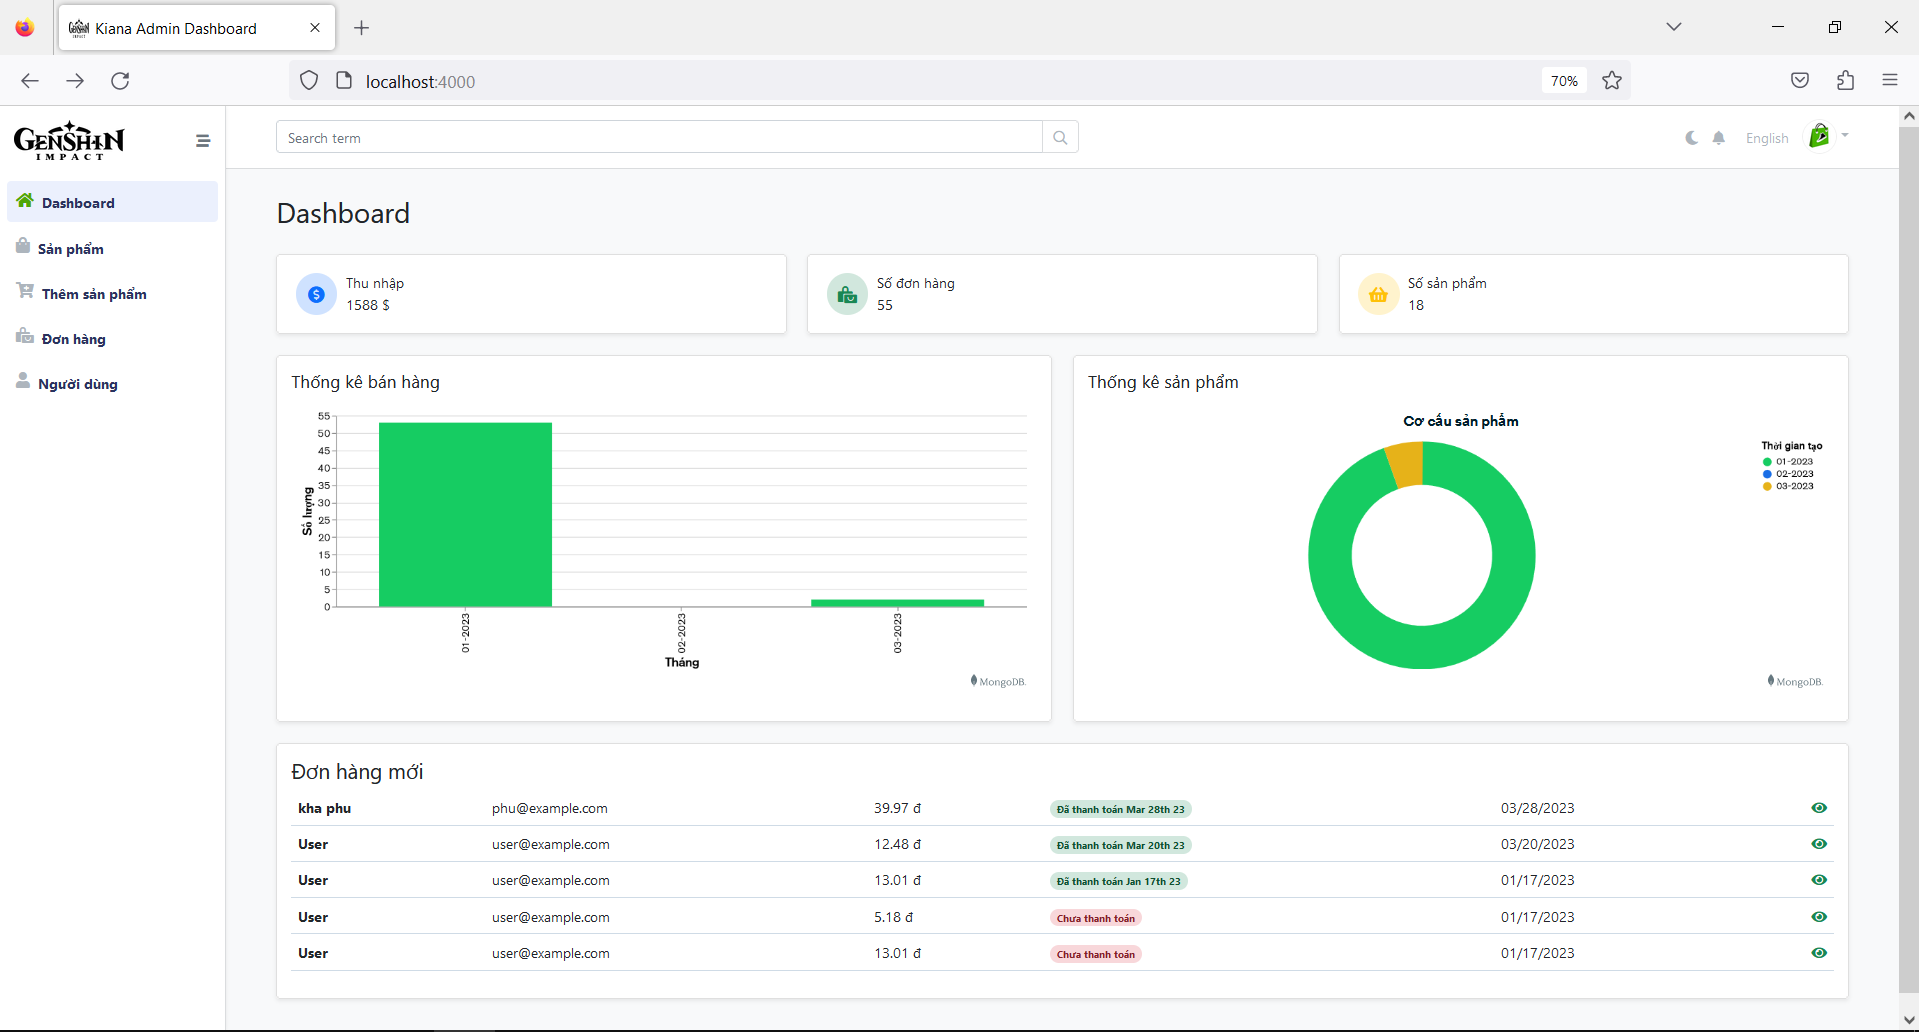 Kiana Admin Dashboard
localhost:4000
70%
GENSHIN
IMPACT
Search term
English
Dashboard
Sản phẩm
Thêm sản phẩm
Đơn hàng
Người dùng
Dashboard
Thu nhập
1588 $
Số đơn hàng
55
Số sản phẩm
18
Thống kê bán hàng
55
50
45
40
35
30
25
20
15
10
5
0
Số lượng
01-2023
02-2023
03-2023
Tháng
MongoDB.
Thống kê sản phẩm
Cơ cấu sản phẩm
Thời gian tạo
01-2023
02-2023
03-2023
MongoDB.
Đơn hàng mới
kha phu phu@example.com 39.97 đ Đã thanh toán Mar 28th 23 03/28/2023
User user@example.com 12.48 đ Đã thanh toán Mar 20th 23 03/20/2023
User user@example.com 13.01 đ Đã thanh toán Jan 17th 23 01/17/2023
User user@example.com 5.18 đ Chưa thanh toán 01/17/2023
User user@example.com 13.01 đ Chưa thanh toán 01/17/2023